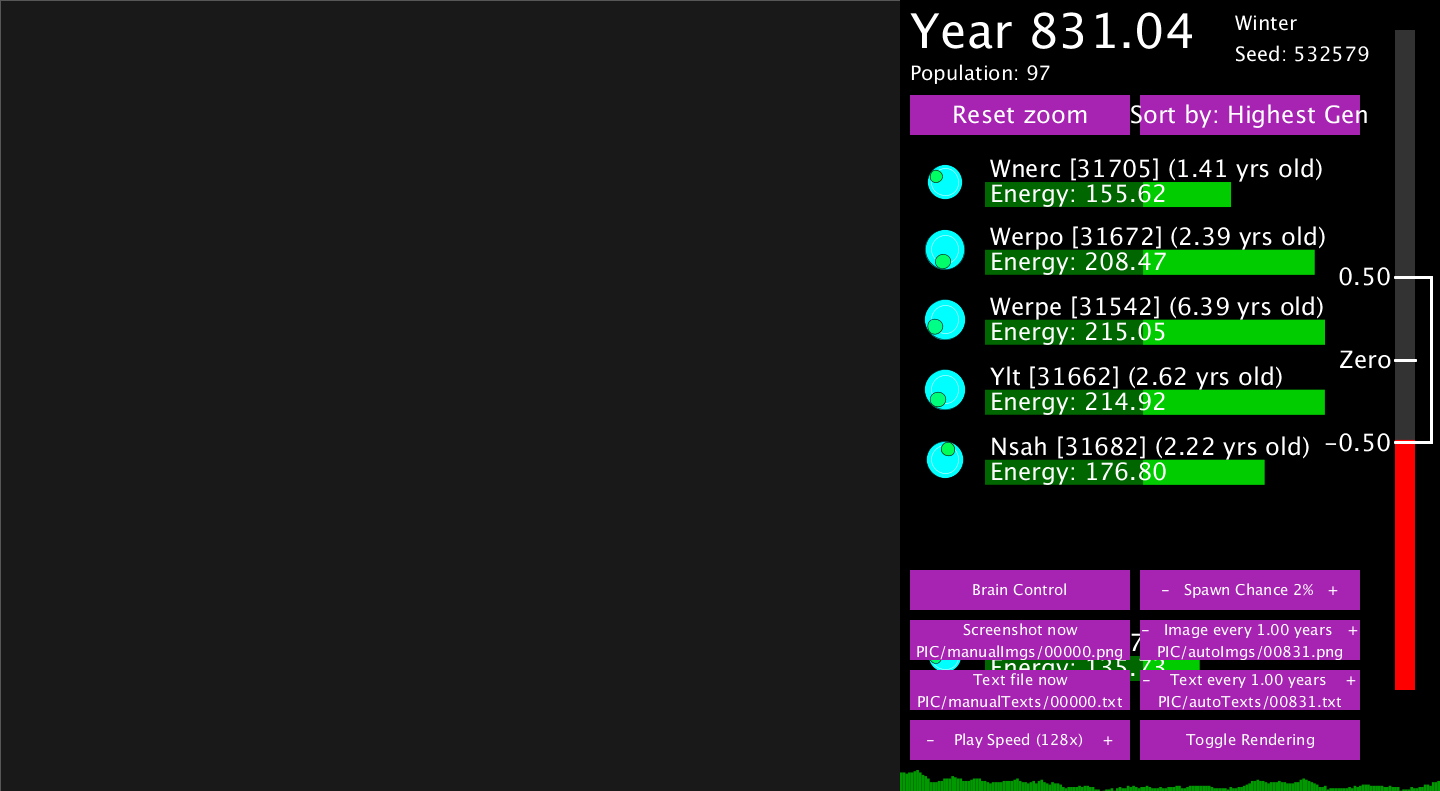 Year 831.04
Winter
Seed: 532579
Population: 97
Reset zoom
Sort by: Highest Gen
Wnerc [31705] (1.41 yrs old)
Energy: 155.62
Werpo [31672] (2.39 yrs old)
Energy: 208.47
0.50
Werpe [31542] (6.39 yrs old)
Energy: 215.05
Zero
Ylt [31662] (2.62 yrs old)
Energy: 214.92
-0.50
Nsah [31682] (2.22 yrs old)
Energy: 176.80
Brain Control
- Spawn Chance 2% +
Screenshot now
PIC/manualImgs/00000.png
7
- Image every 1.00 years +
PIC/autoImgs/00831.png
Energy: 135.73
Text file now
PIC/manualTexts/00000.txt
- Text every 1.00 years +
PIC/autoTexts/00831.txt
- Play Speed (128x) +
Toggle Rendering